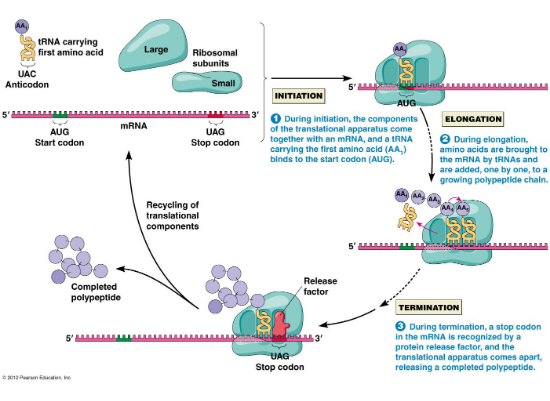 AA1
tRNA carrying
first amino acid
UAC
Anticodon
Large
Ribosomal
subunits
Small
5'
3'
mRNA
AUG
Start codon
UAG
Stop codon
INITIATION
1 During initiation, the components
of the translational apparatus come
together with an mRNA, and a tRNA
carrying the first amino acid (AA1)
binds to the start codon (AUG).
AA1
5'
3'
AUG
ELONGATION
2 During elongation,
amino acids are brought to
the mRNA by tRNAs and
are added, one by one, to a
growing polypeptide chain.
5'
3'
TERMINATION
3 During termination, a stop codon
in the mRNA is recognized by a
protein release factor, and the
translational apparatus comes apart,
releasing a completed polypeptide.
Recycling of
translational
components
Completed
polypeptide
Release
factor
5'
3'
UAG
Stop codon
© 2012 Pearson Education, Inc.